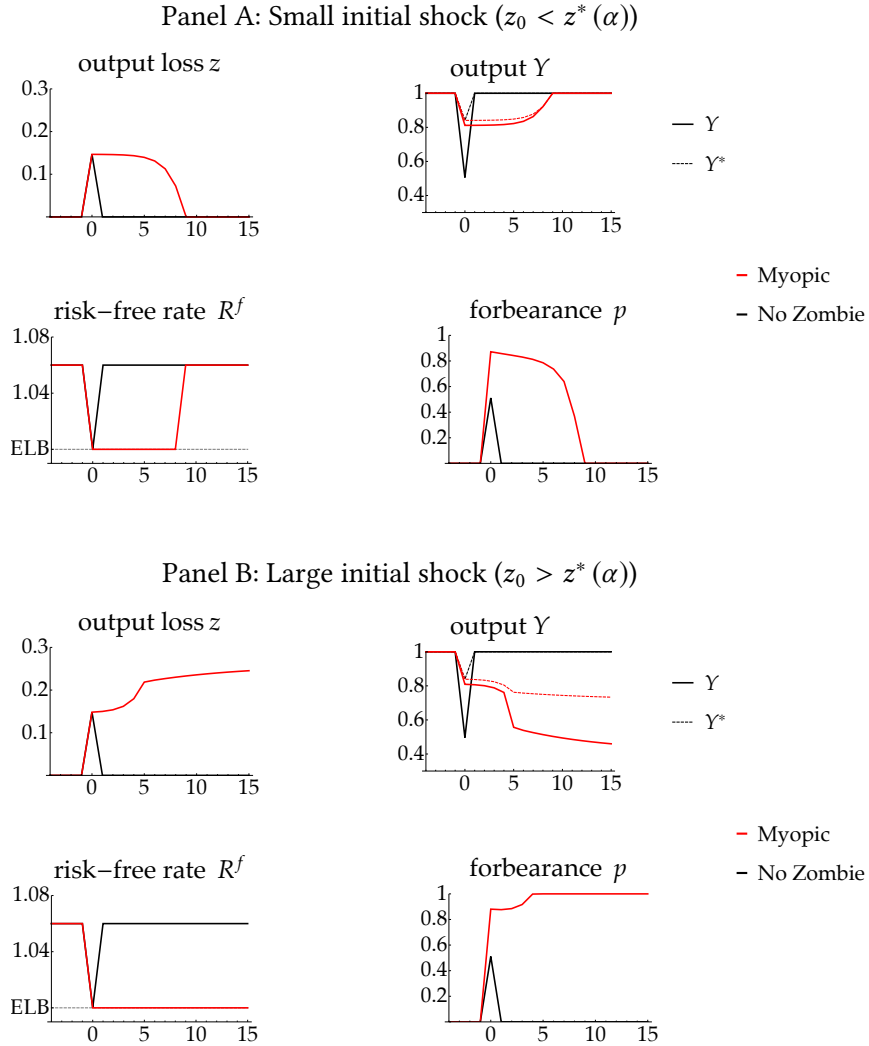 Panel A: Small initial shock (z₀ < z* (α))
output loss z
0.3
0.2
0.1
0 5 10 15
output Y
1
0.8
0.6
0.4
0 5 10 15
Y
Y*
risk−free rate R^f
1.08
1.04
ELB
0 5 10 15
forbearance p
1
0.8
0.6
0.4
0.2
0 5 10 15
Myopic
No Zombie
Panel B: Large initial shock (z₀ > z* (α))
output loss z
0.3
0.2
0.1
0 5 10 15
output Y
1
0.8
0.6
0.4
0 5 10 15
Y
Y*
risk−free rate R^f
1.08
1.04
ELB
0 5 10 15
forbearance p
1
0.8
0.6
0.4
0.2
0 5 10 15
Myopic
No Zombie